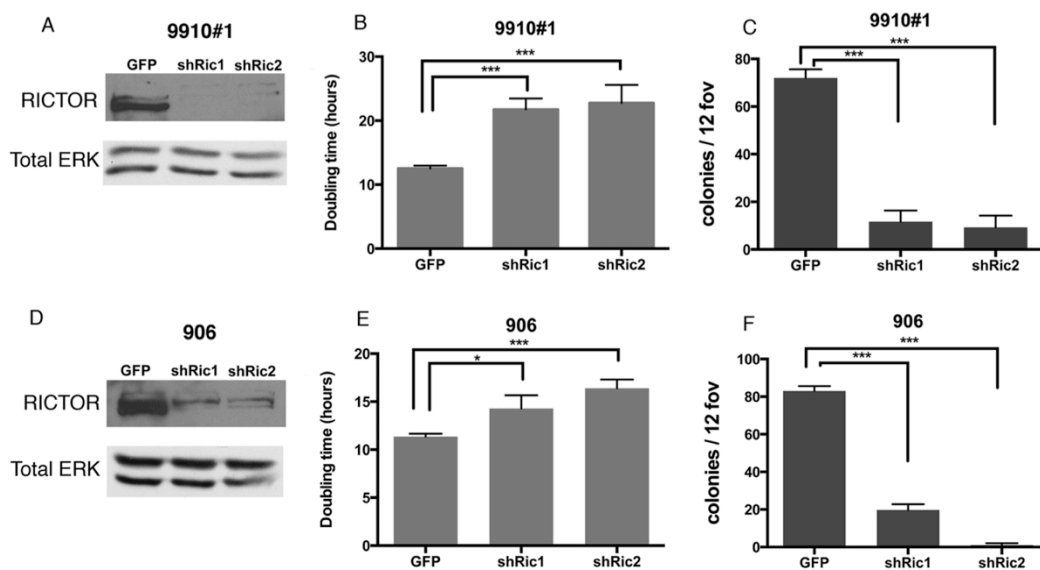 A
9910#1
GFP shRic1 shRic2
RICTOR
Total ERK
B
9910#1
Doubling time (hours)
30
20
10
0
***
***
GFP shRic1 shRic2
C
9910#1
colonies / 12 fov
80
60
40
20
0
***
***
GFP shRic1 shRic2
D
906
GFP shRic1 shRic2
RICTOR
Total ERK
E
906
Doubling time (hours)
20
15
10
5
0
***
*
GFP shRic1 shRic2
F
906
colonies / 12 fov
100
80
60
40
20
0
***
***
GFP shRic1 shRic2